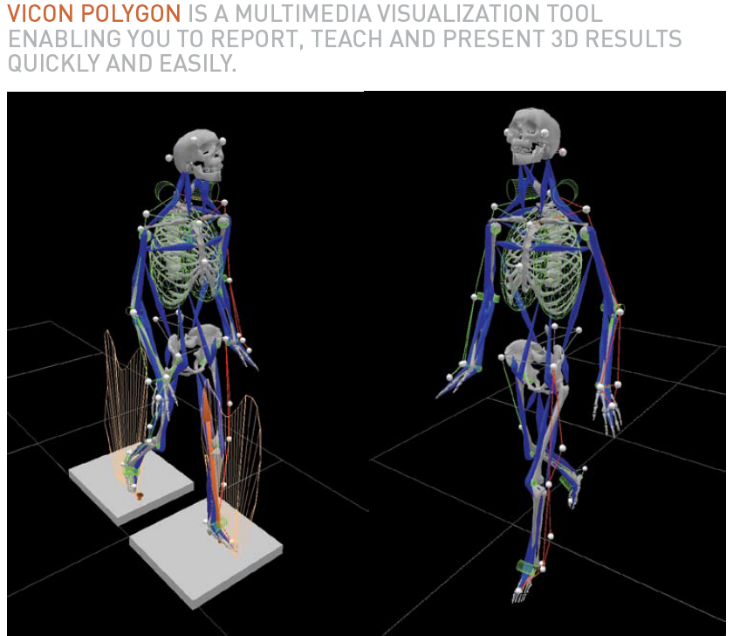 VICON POLYGON IS A MULTIMEDIA VISUALIZATION TOOL
ENABLING YOU TO REPORT, TEACH AND PRESENT 3D RESULTS
QUICKLY AND EASILY.